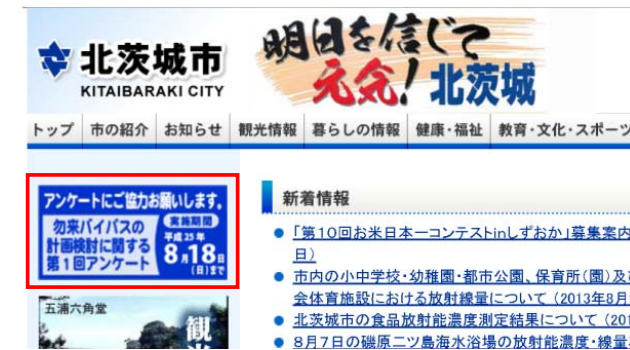 北茨城市
KITAIBARAKI CITY
明日を信じて
元気!北茨城
トップ 市の紹介 お知らせ 観光情報 暮らしの情報 健康・福祉 教育・文化・スポーツ
アンケートにご協力お願いします。
勿来バイパスの
計画検討に関する
第1回アンケート
実施期間
平成25年
8月18日
(日)まで
五浦六角堂
観
新着情報
「第10回お米日本一コンテストinしずおか」募集案内
日)
市内の小中学校・幼稚園・都市公園、保育所(園)及
会体育施設における放射線量について(2013年8月
北茨城市の食品放射能濃度測定結果について(201
8月7日の磯原二ツ島海水浴場の放射能濃度・線量